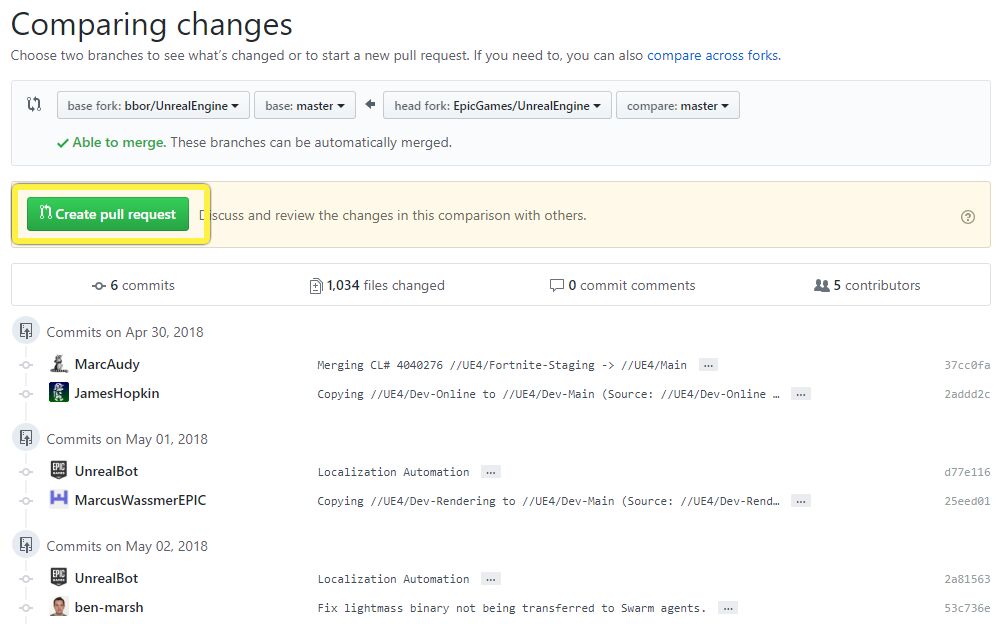 Comparing changes
Choose two branches to see what's changed or to start a new pull request. If you need to, you can also compare across forks.
base fork: bbor/UnrealEngine base: master head fork: EpicGames/UnrealEngine compare: master
Able to merge. These branches can be automatically merged.
Create pull request Discuss and review the changes in this comparison with others. ?
6 commits 1,034 files changed 0 commit comments 5 contributors
Commits on Apr 30, 2018
MarcAudy Merging CL# 4040276 //UE4/Fortnite-Staging -> //UE4/Main … 37cc0fa
JamesHopkin Copying //UE4/Dev-Online to //UE4/Dev-Main (Source: //UE4/Dev-Online … … 2addd2c
Commits on May 01, 2018
EPIC GAMES UnrealBot Localization Automation … d77e116
MarcusWassmerEPIC Copying //UE4/Dev-Rendering to //UE4/Dev-Main (Source: //UE4/Dev-Rend… … 25eed01
Commits on May 02, 2018
EPIC GAMES UnrealBot Localization Automation … 2a81563
ben-marsh Fix lightmass binary not being transferred to Swarm agents. … 53c736e